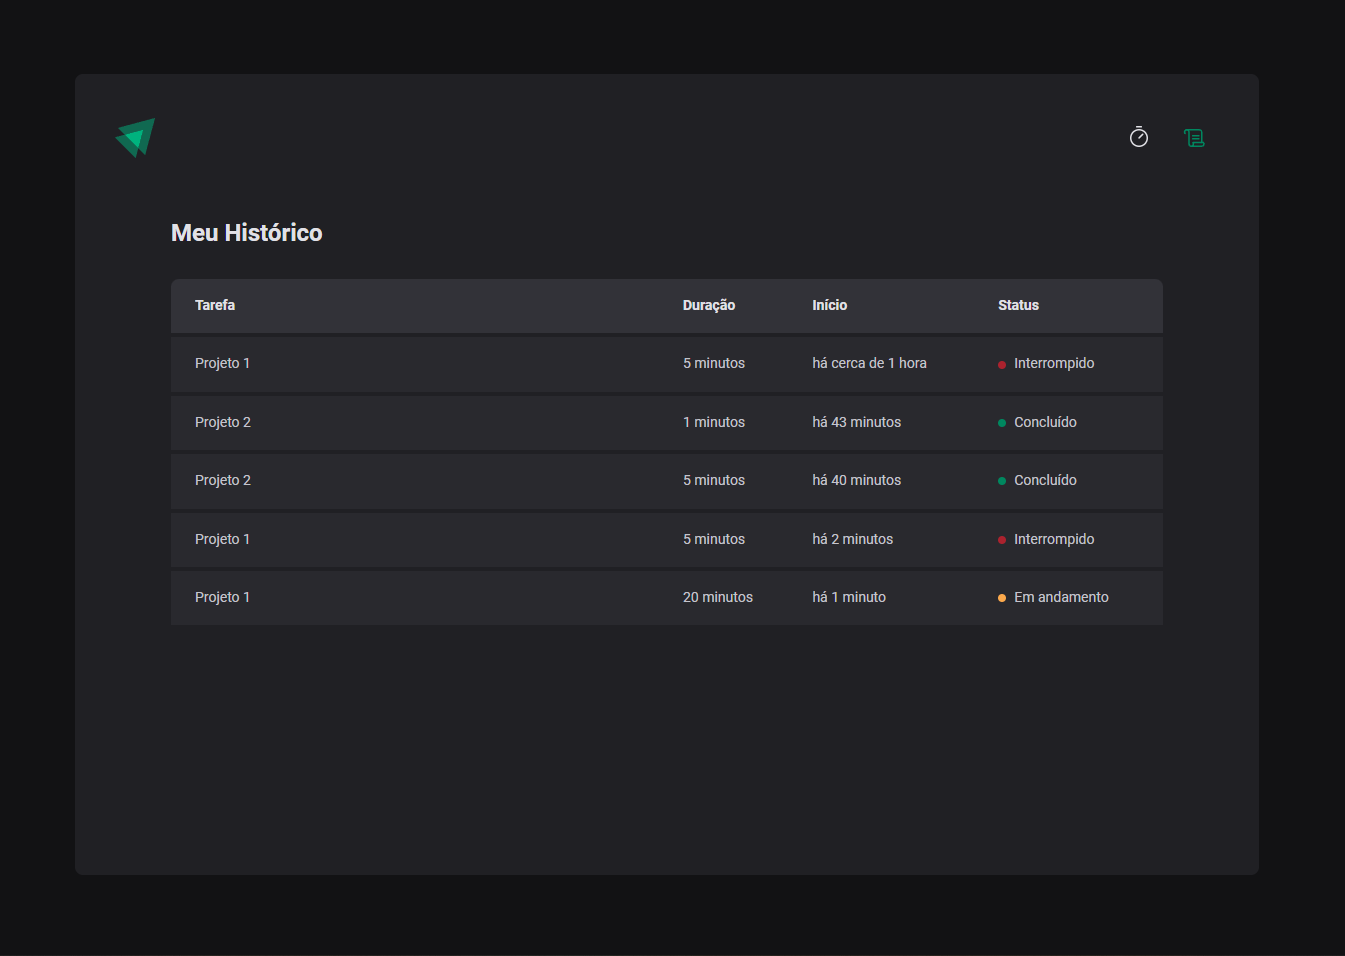 Meu Histórico
Tarefa Duração Início Status
Projeto 1 5 minutos há cerca de 1 hora Interrompido
Projeto 2 1 minutos há 43 minutos Concluído
Projeto 2 5 minutos há 40 minutos Concluído
Projeto 1 5 minutos há 2 minutos Interrompido
Projeto 1 20 minutos há 1 minuto Em andamento